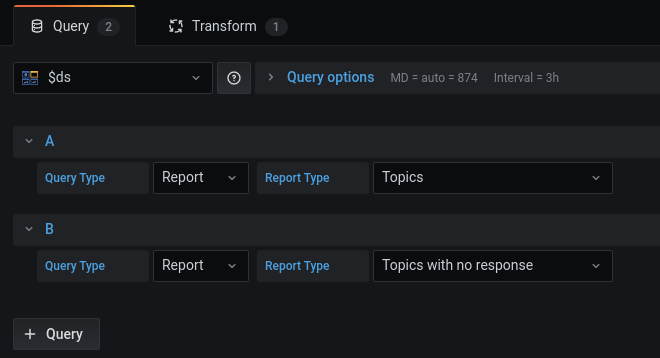 Query 2 Transform 1
$ds Query options MD = auto = 874 Interval = 3h
A
Query Type Report Report Type Topics
B
Query Type Report Report Type Topics with no response
+ Query